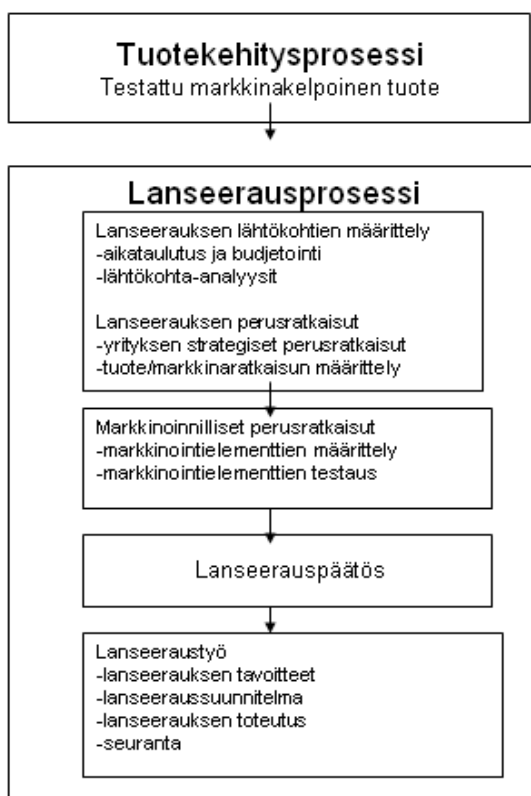 Tuotekehitysprosessi
Testattu markkinakelpoinen tuote
Lanseerausprosessi
Lanseerauksen lähtökohtien määrittely
-aikataulutus ja budjetointi
-lähtökohta-analyysit
Lanseerauksen perusratkaisut
-yrityksen strategiset perusratkaisut
-tuote/markkinaratkaisun määrittely
Markkinoinnilliset perusratkaisut
-markkinointielementtien määrittely
-markkinointielementtien testaus
Lanseerauspäätös
Lanseeraustyö
-lanseerauksen tavoitteet
-lanseeraussuunnitelma
-lanseerauksen toteutus
-seuranta